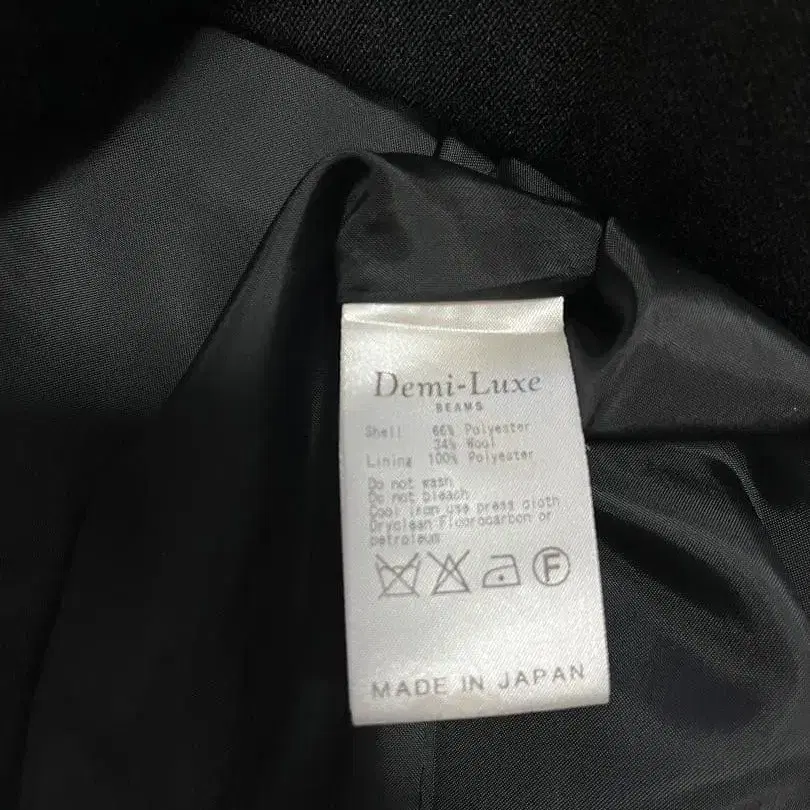 Demi-Luxe
BEAMS
Shell 66% Polyester
34% Wool
Lining 100% Polyester
Do not wash
Do not bleach
Cool iron use press cloth
Dryclean Fluorocarbon or
petroleum
F
MADE IN JAPAN